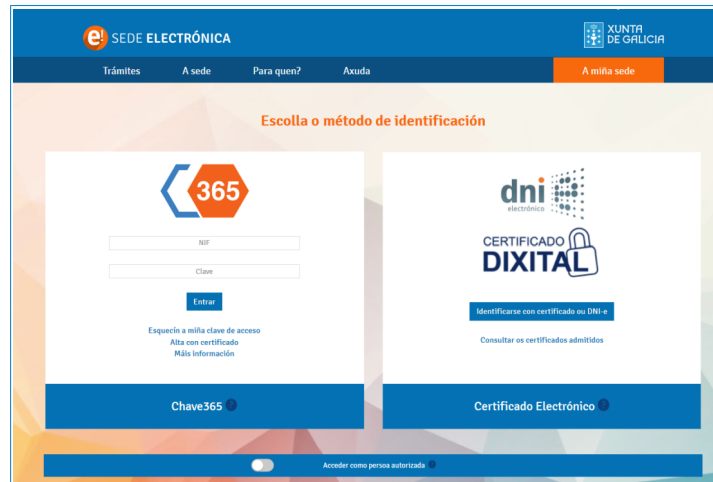 e! SEDE ELECTRÓNICA
XUNTA
DE GALICIA
Trámites A sede Para quen? Axuda A miña sede
Escolla o método de identificación
365
NIF
Clave
Entrar
Esquecín a miña clave de acceso
Alta con certificado
Máis información
Chave365 ?
dni
electrónico
CERTIFICADO
DIXITAL
Identificarse con certificado ou DNI-e
Consultar os certificados admitidos
Certificado Electrónico ?
Acceder como persoa autorizada ?